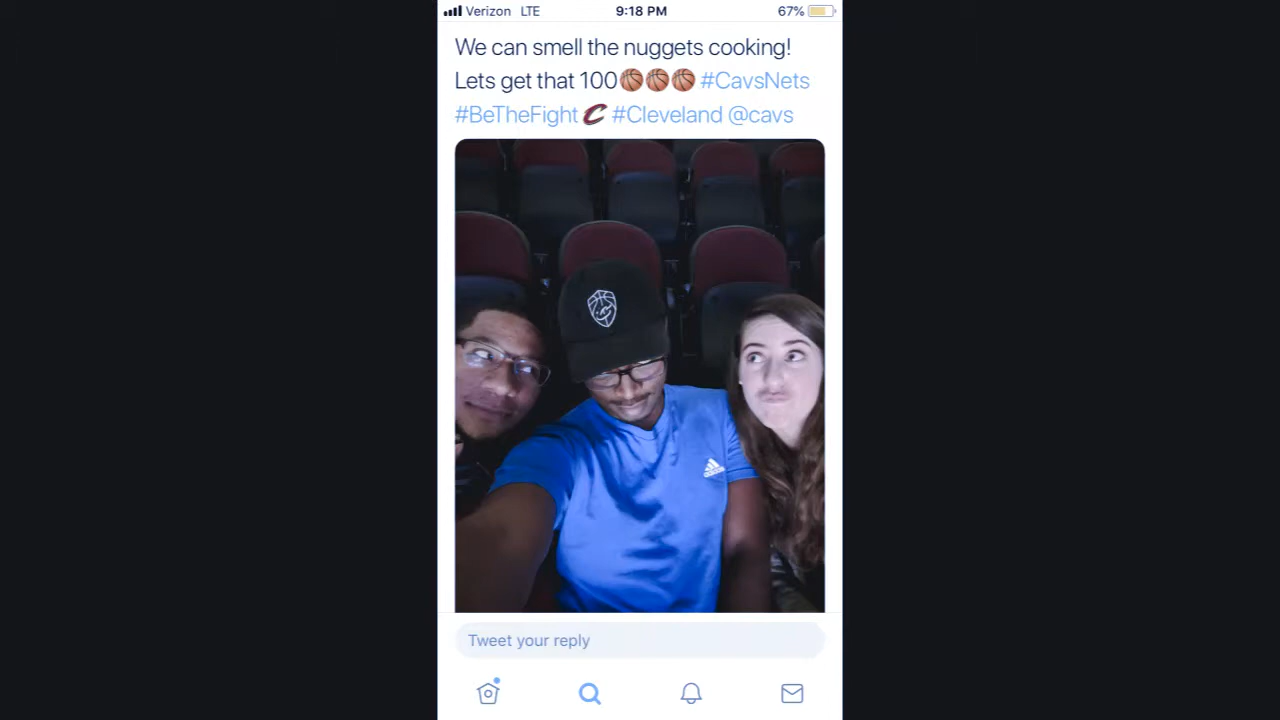 Verizon LTE 9:18 PM 67%
We can smell the nuggets cooking!
Lets get that 100🏀🏀🏀 #CavsNets
#BeTheFight #Cleveland @cavs
adidas
Tweet your reply